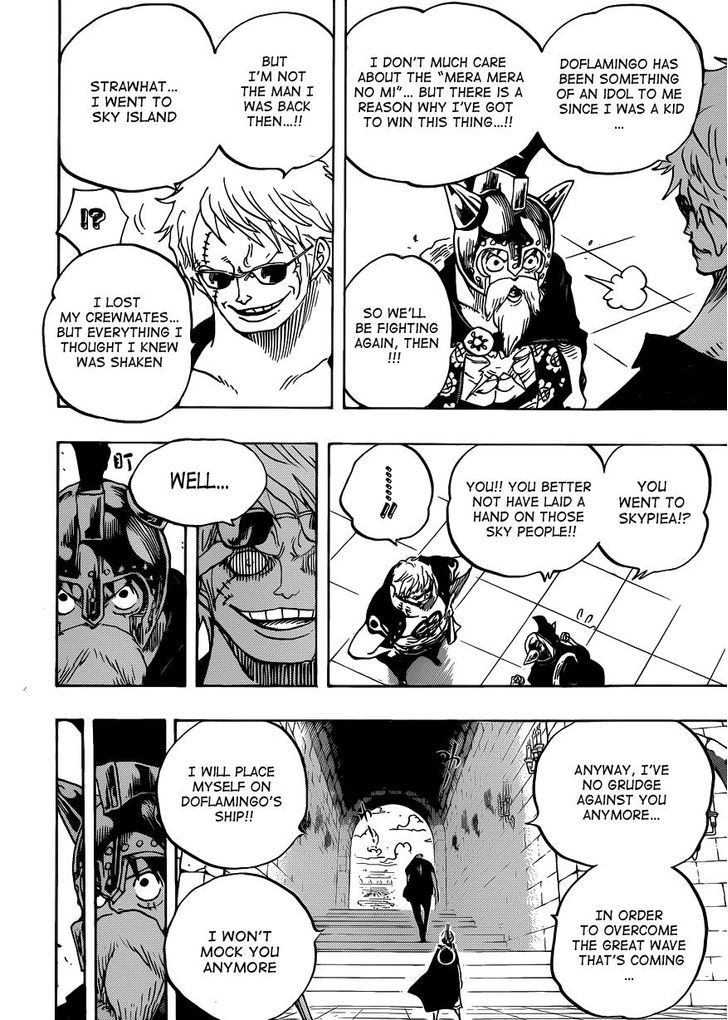 DOFLAMINGO HAS
BEEN SOMETHING
OF AN IDOL TO ME
SINCE I WAS A KID
...
I DON'T MUCH CARE
ABOUT THE "MERA MERA
NO MI"... BUT THERE IS A
REASON WHY I'VE GOT
TO WIN THIS THING...!!
SO WE'LL
BE FIGHTING
AGAIN, THEN
!!!
BUT
I'M NOT
THE MAN I
WAS BACK
THEN...!!
STRAWHAT...
I WENT TO
SKY ISLAND
!?
I LOST
MY CREWMATES...
BUT EVERYTHING I
THOUGHT I KNEW
WAS SHAKEN
YOU
WENT TO
SKYPIEA!?
YOU!! YOU BETTER
NOT HAVE LAID A
HAND ON THOSE
SKY PEOPLE!!
......!!
WELL...
ANYWAY, I'VE
NO GRUDGE
AGAINST YOU
ANYMORE...
IN ORDER
TO OVERCOME
THE GREAT WAVE
THAT'S COMING
...
I WILL PLACE
MYSELF ON
DOFLAMINGO'S
SHIP!!
I WON'T
MOCK YOU
ANYMORE